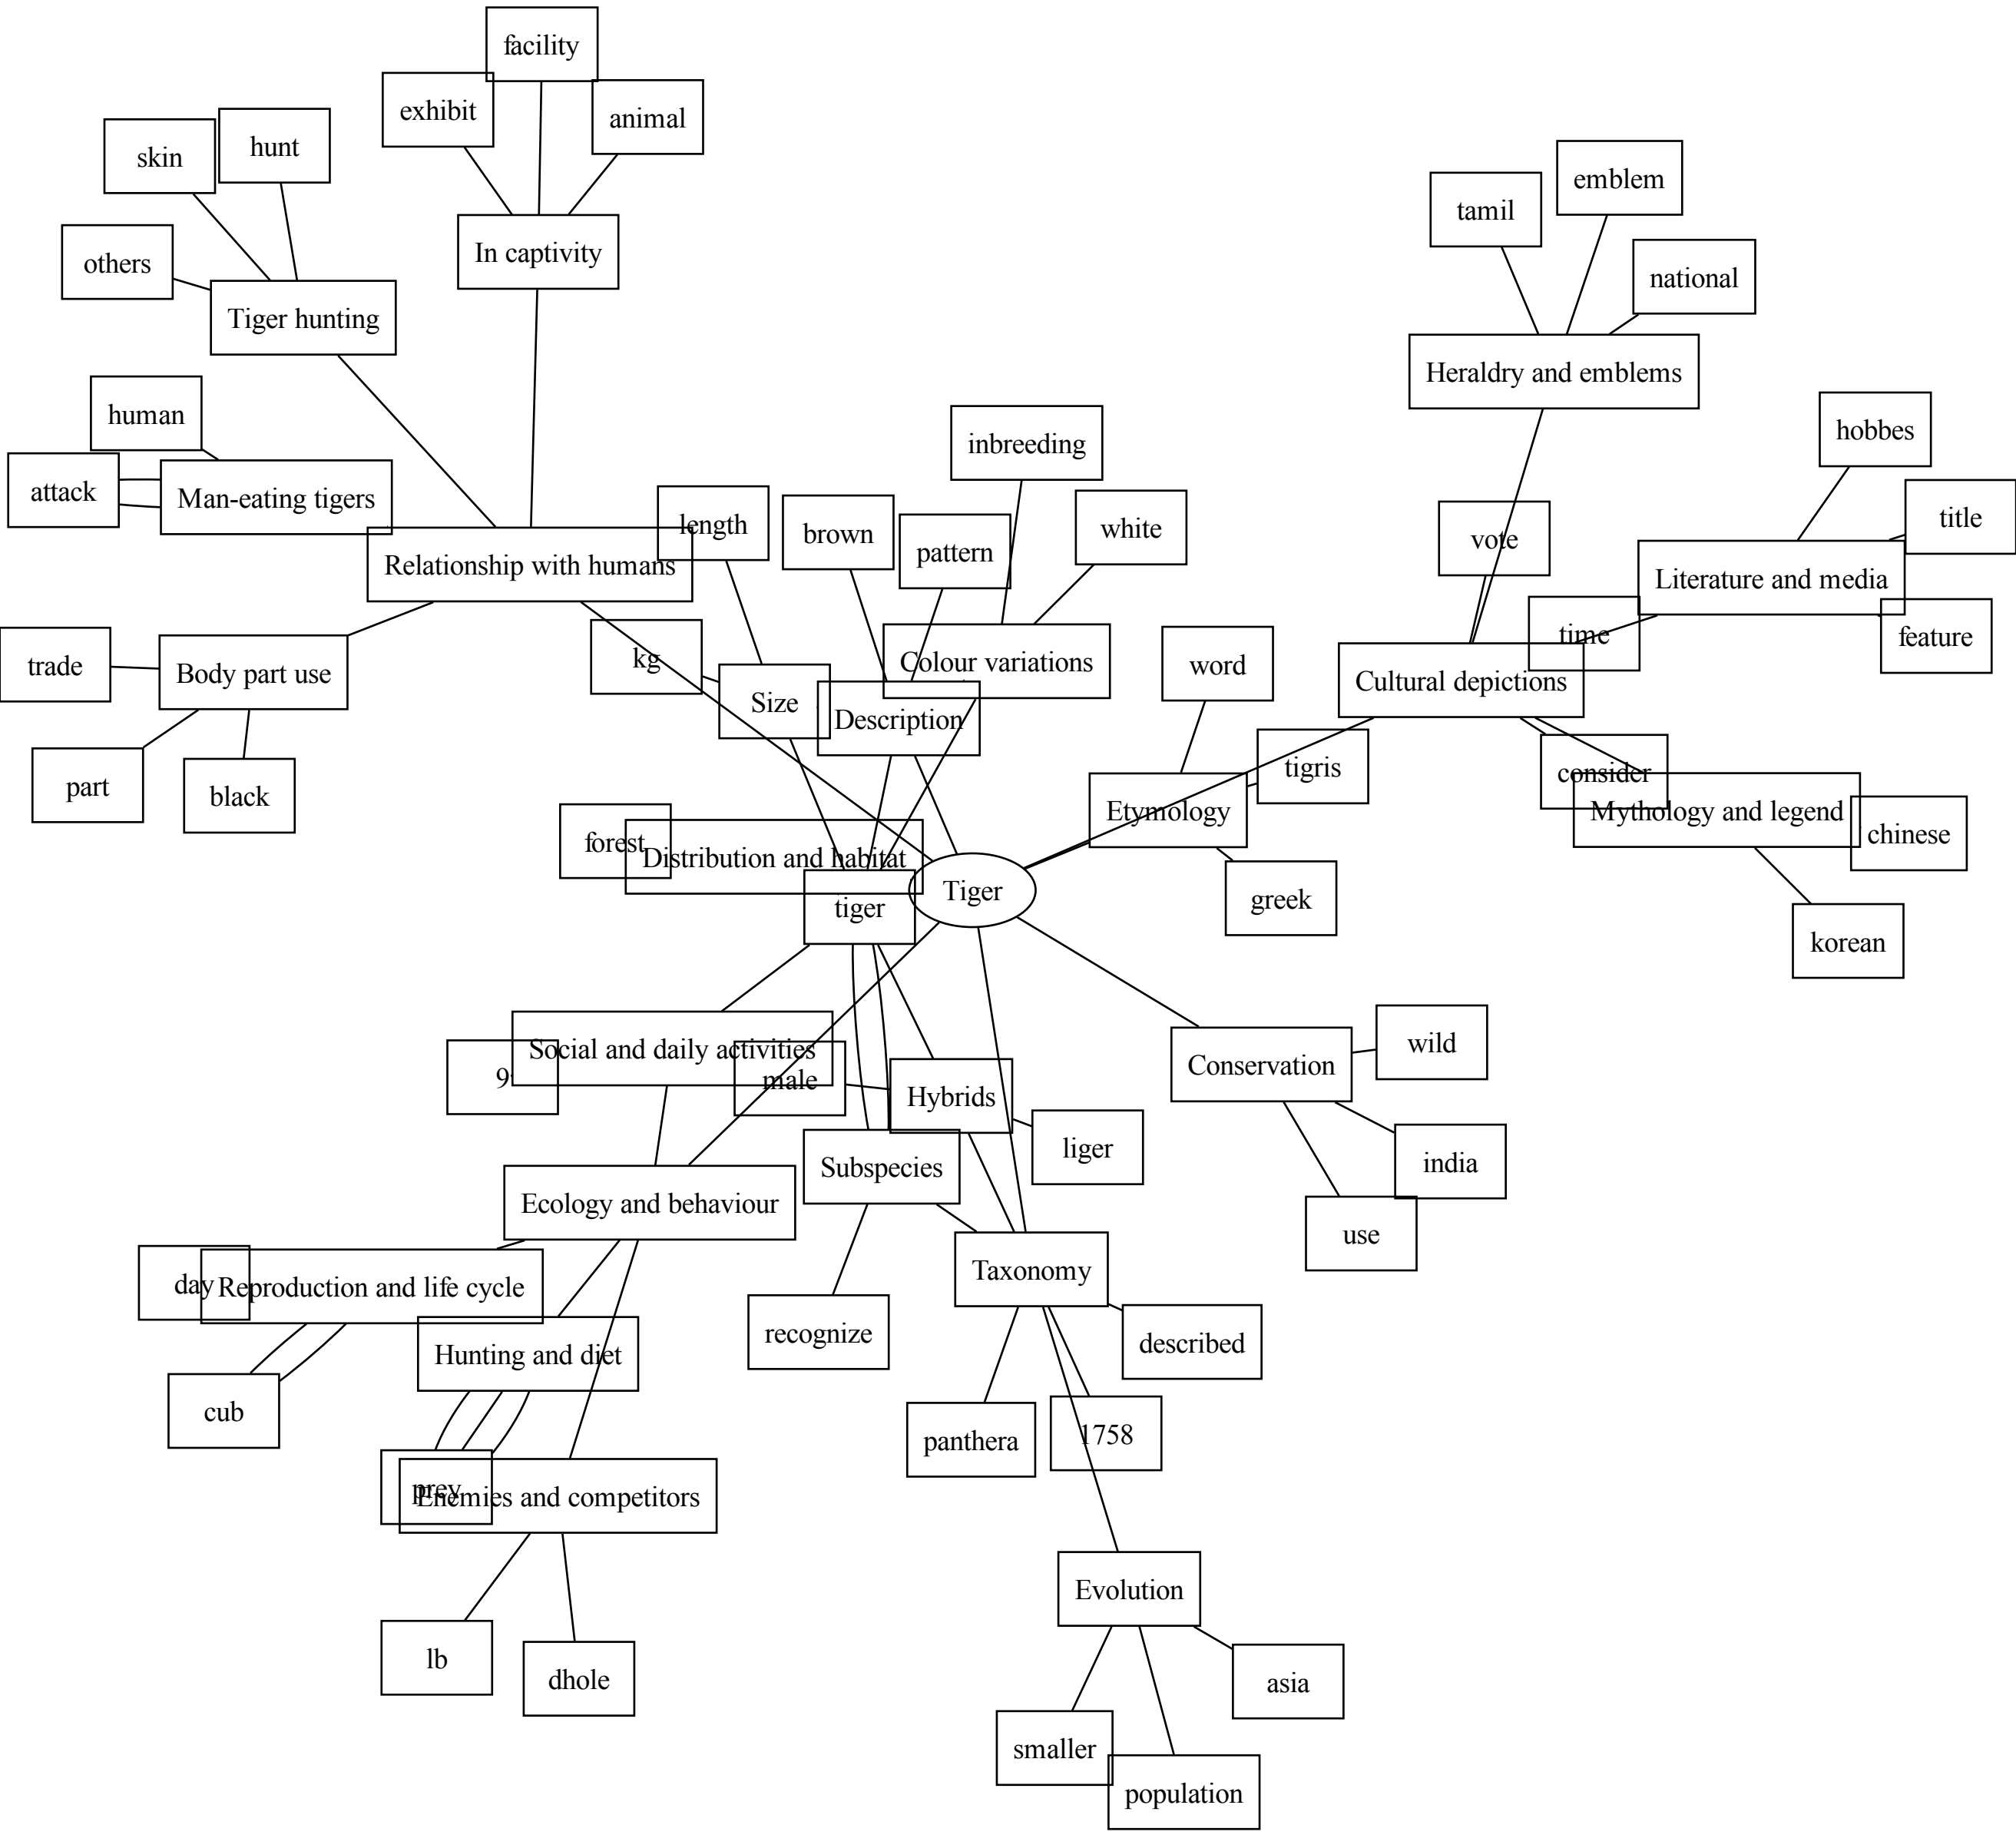 facility
exhibit
animal
skin
hunt
others
In captivity
Tiger hunting
tamil
emblem
national
Heraldry and emblems
human
attack
Man-eating tigers
Relationship with humans
length
brown
pattern
inbreeding
white
vote
hobbes
title
Literature and media
feature
time
Cultural depictions
trade
Body part use
part
black
kg
Size
Description
Colour variations
word
tigris
Etymology
greek
consider
Mythology and legend
chinese
korean
forest
Distribution and habitat
tiger
Tiger
Social and daily activities
male
Hybrids
liger
Conservation
wild
india
use
Subspecies
Ecology and behaviour
day
Reproduction and life cycle
cub
Hunting and diet
recognize
Taxonomy
described
panthera
1758
prey
Enemies and competitors
lb
dhole
Evolution
asia
smaller
population